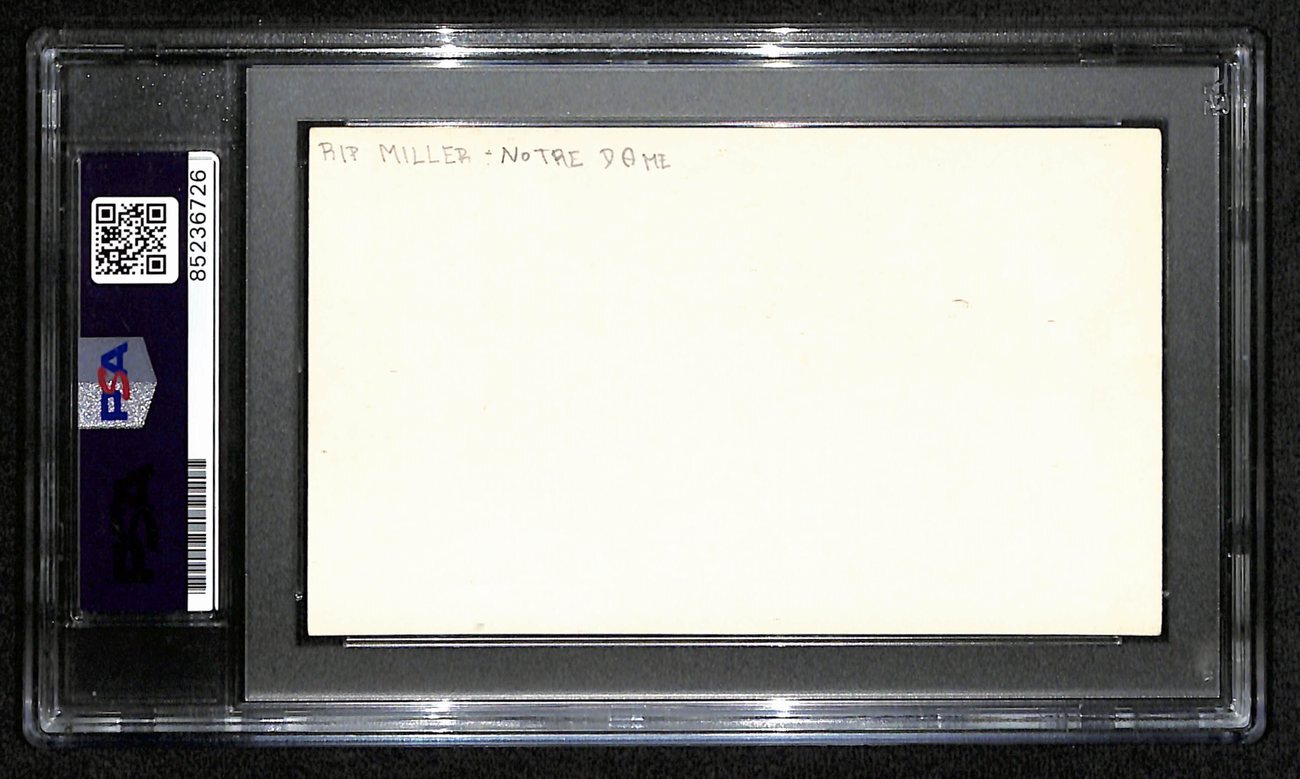 RIP MILLER - NOTRE DAME
85236726
PSA
PSA